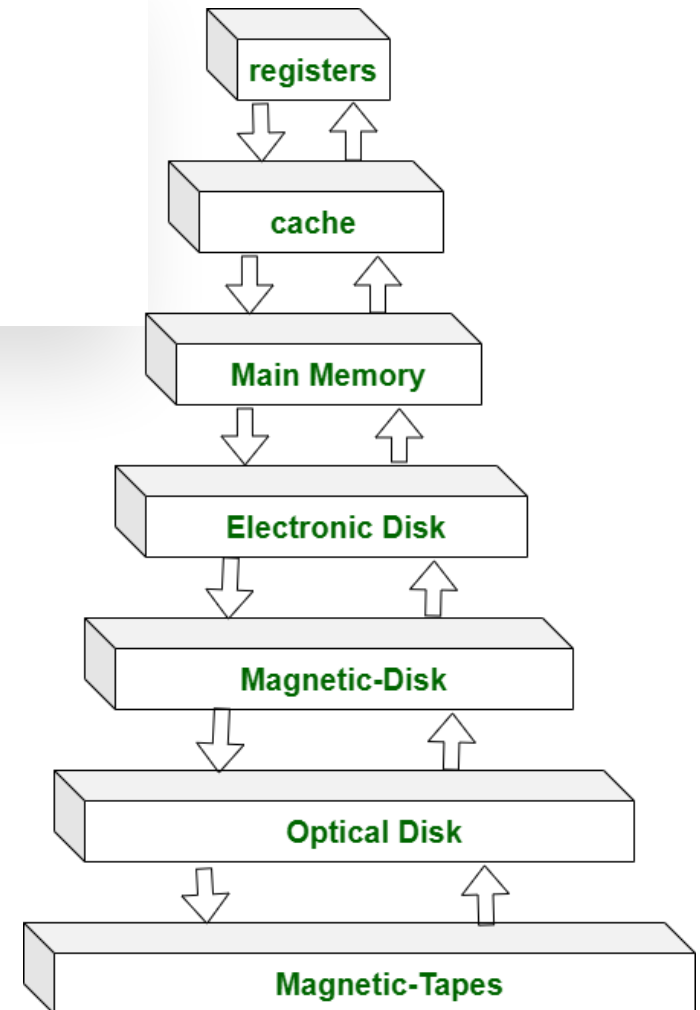 registers
cache
Main Memory
Electronic Disk
Magnetic-Disk
Optical Disk
Magnetic-Tapes